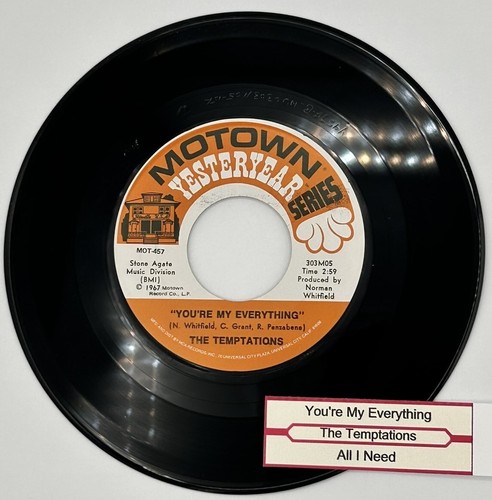 MOTOWN
YESTERYEAR
SERIES
MOT-457
Stone Agate
Music Division
(BMI)
© 1967 Motown
Record Co., L.P.
303M05
Time 2:59
Produced by
Norman
Whitfield
"YOU'RE MY EVERYTHING"
(N. Whitfield, C. Grant, R. Penzabene)
THE TEMPTATIONS
You're My Everything
The Temptations
All I Need